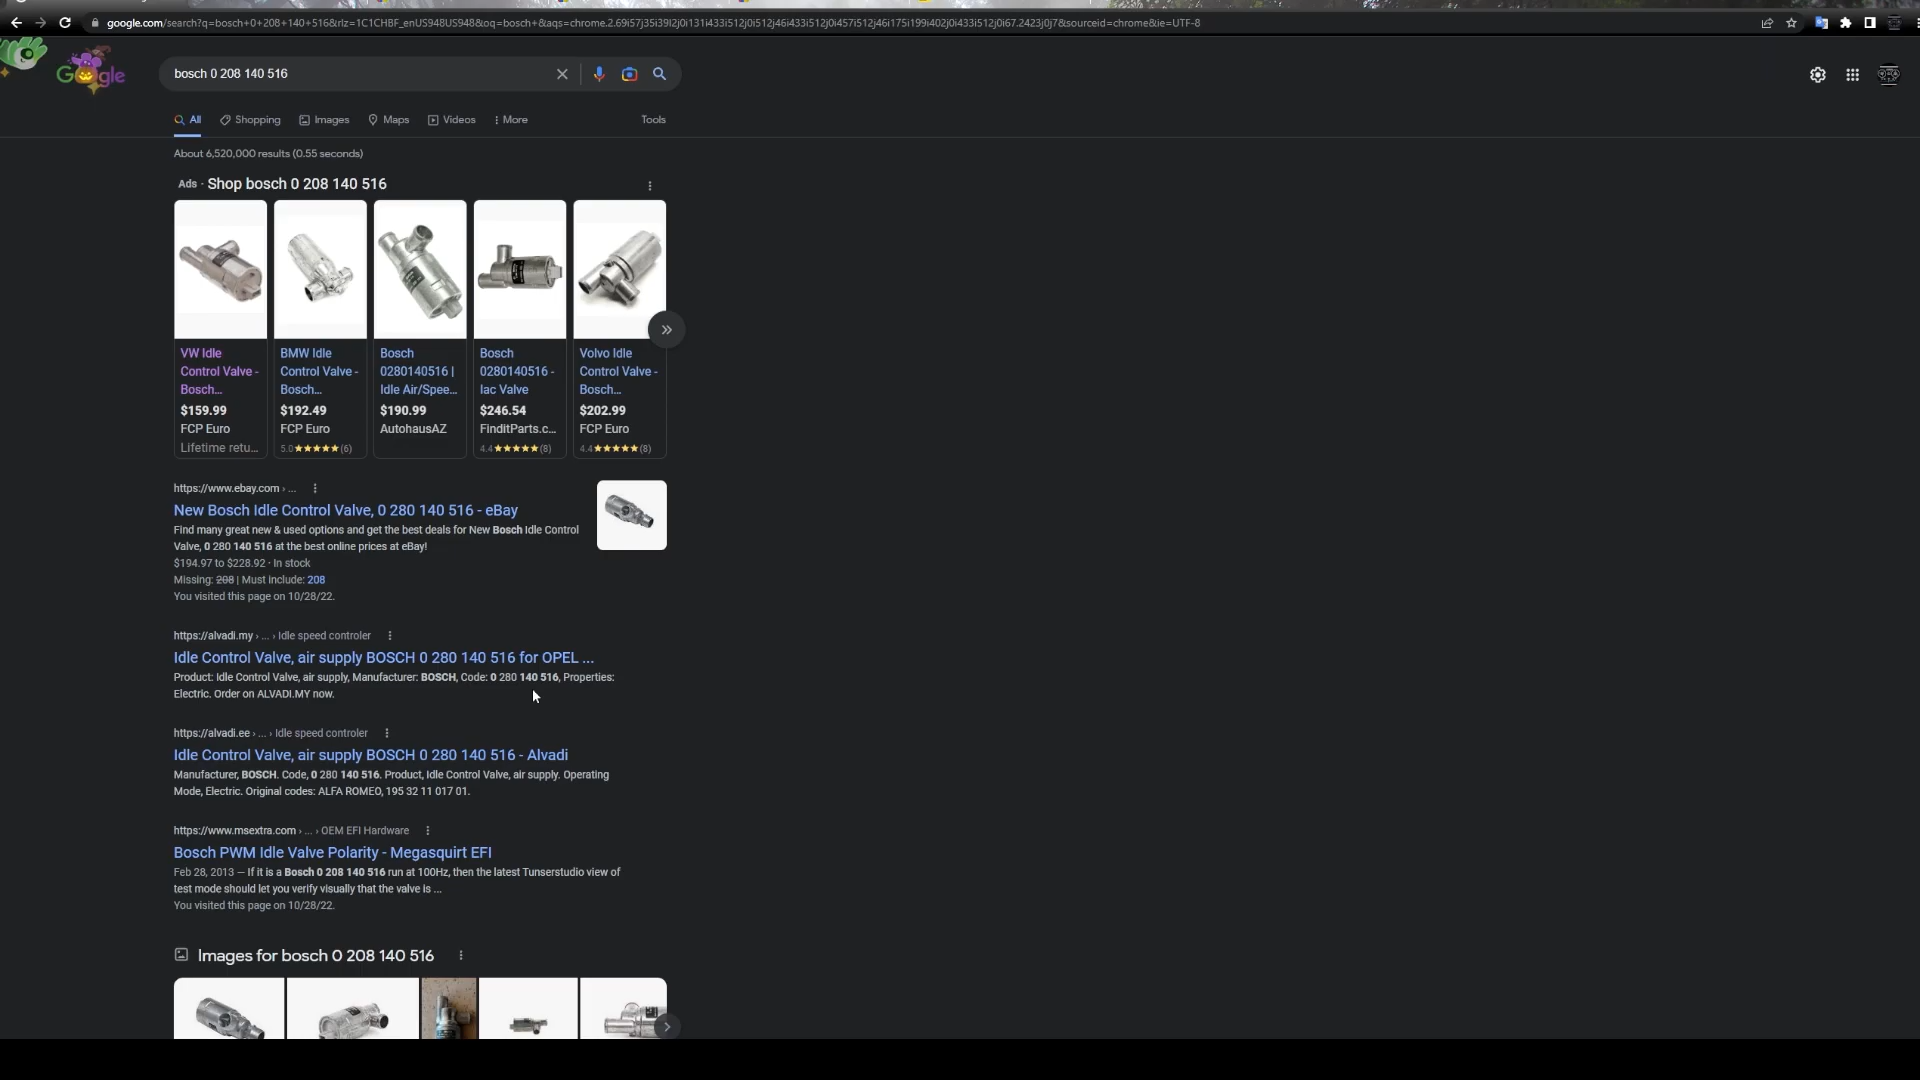 google.com/search?q=bosch+0+208+140+516&rlz=1C1CHBF_enUS948US948&oq=bosch+&aqs=chrome.2.69i57j35i39l2j0i131i433i512j0i512j46i433i512j0i457i512j46i175i199i402j0i433i512j0i67.2423j0j7&sourceid=chrome&ie=UTF-8
Google
bosch 0 208 140 516
All
Shopping
Images
Maps
Videos
More
Tools
About 6,520,000 results (0.55 seconds)
Ads · Shop bosch 0 208 140 516
VW Idle
Control Valve -
Bosch...
$159.99
FCP Euro
Lifetime retu...
BMW Idle
Control Valve -
Bosch...
$192.49
FCP Euro
5.0★★★★★(6)
Bosch
0280140516 |
Idle Air/Spee...
$190.99
AutohausAZ
Bosch
0280140516 -
Iac Valve
$246.54
FinditParts.c...
4.4★★★★★(8)
Volvo Idle
Control Valve -
Bosch...
$202.99
FCP Euro
4.4★★★★★(8)
https://www.ebay.com › ...
New Bosch Idle Control Valve, 0 280 140 516 - eBay
Find many great new & used options and get the best deals for New Bosch Idle Control
Valve, 0 280 140 516 at the best online prices at eBay!
$194.97 to $228.92 · In stock
Missing: 208 | Must include: 208
You visited this page on 10/28/22.
https://alvadi.my › ... › Idle speed controler
Idle Control Valve, air supply BOSCH 0 280 140 516 for OPEL ...
Product: Idle Control Valve, air supply, Manufacturer: BOSCH, Code: 0 280 140 516, Properties:
Electric. Order on ALVADI.MY now.
https://alvadi.ee › ... › Idle speed controler
Idle Control Valve, air supply BOSCH 0 280 140 516 - Alvadi
Manufacturer, BOSCH. Code, 0 280 140 516. Product, Idle Control Valve, air supply. Operating
Mode, Electric. Original codes: ALFA ROMEO, 195 32 11 017 01.
https://www.msextra.com › ... › OEM EFI Hardware
Bosch PWM Idle Valve Polarity - Megasquirt EFI
Feb 28, 2013 — If it is a Bosch 0 208 140 516 run at 100Hz, then the latest Tunserstudio view of
test mode should let you verify visually that the valve is ...
You visited this page on 10/28/22.
Images for bosch 0 208 140 516